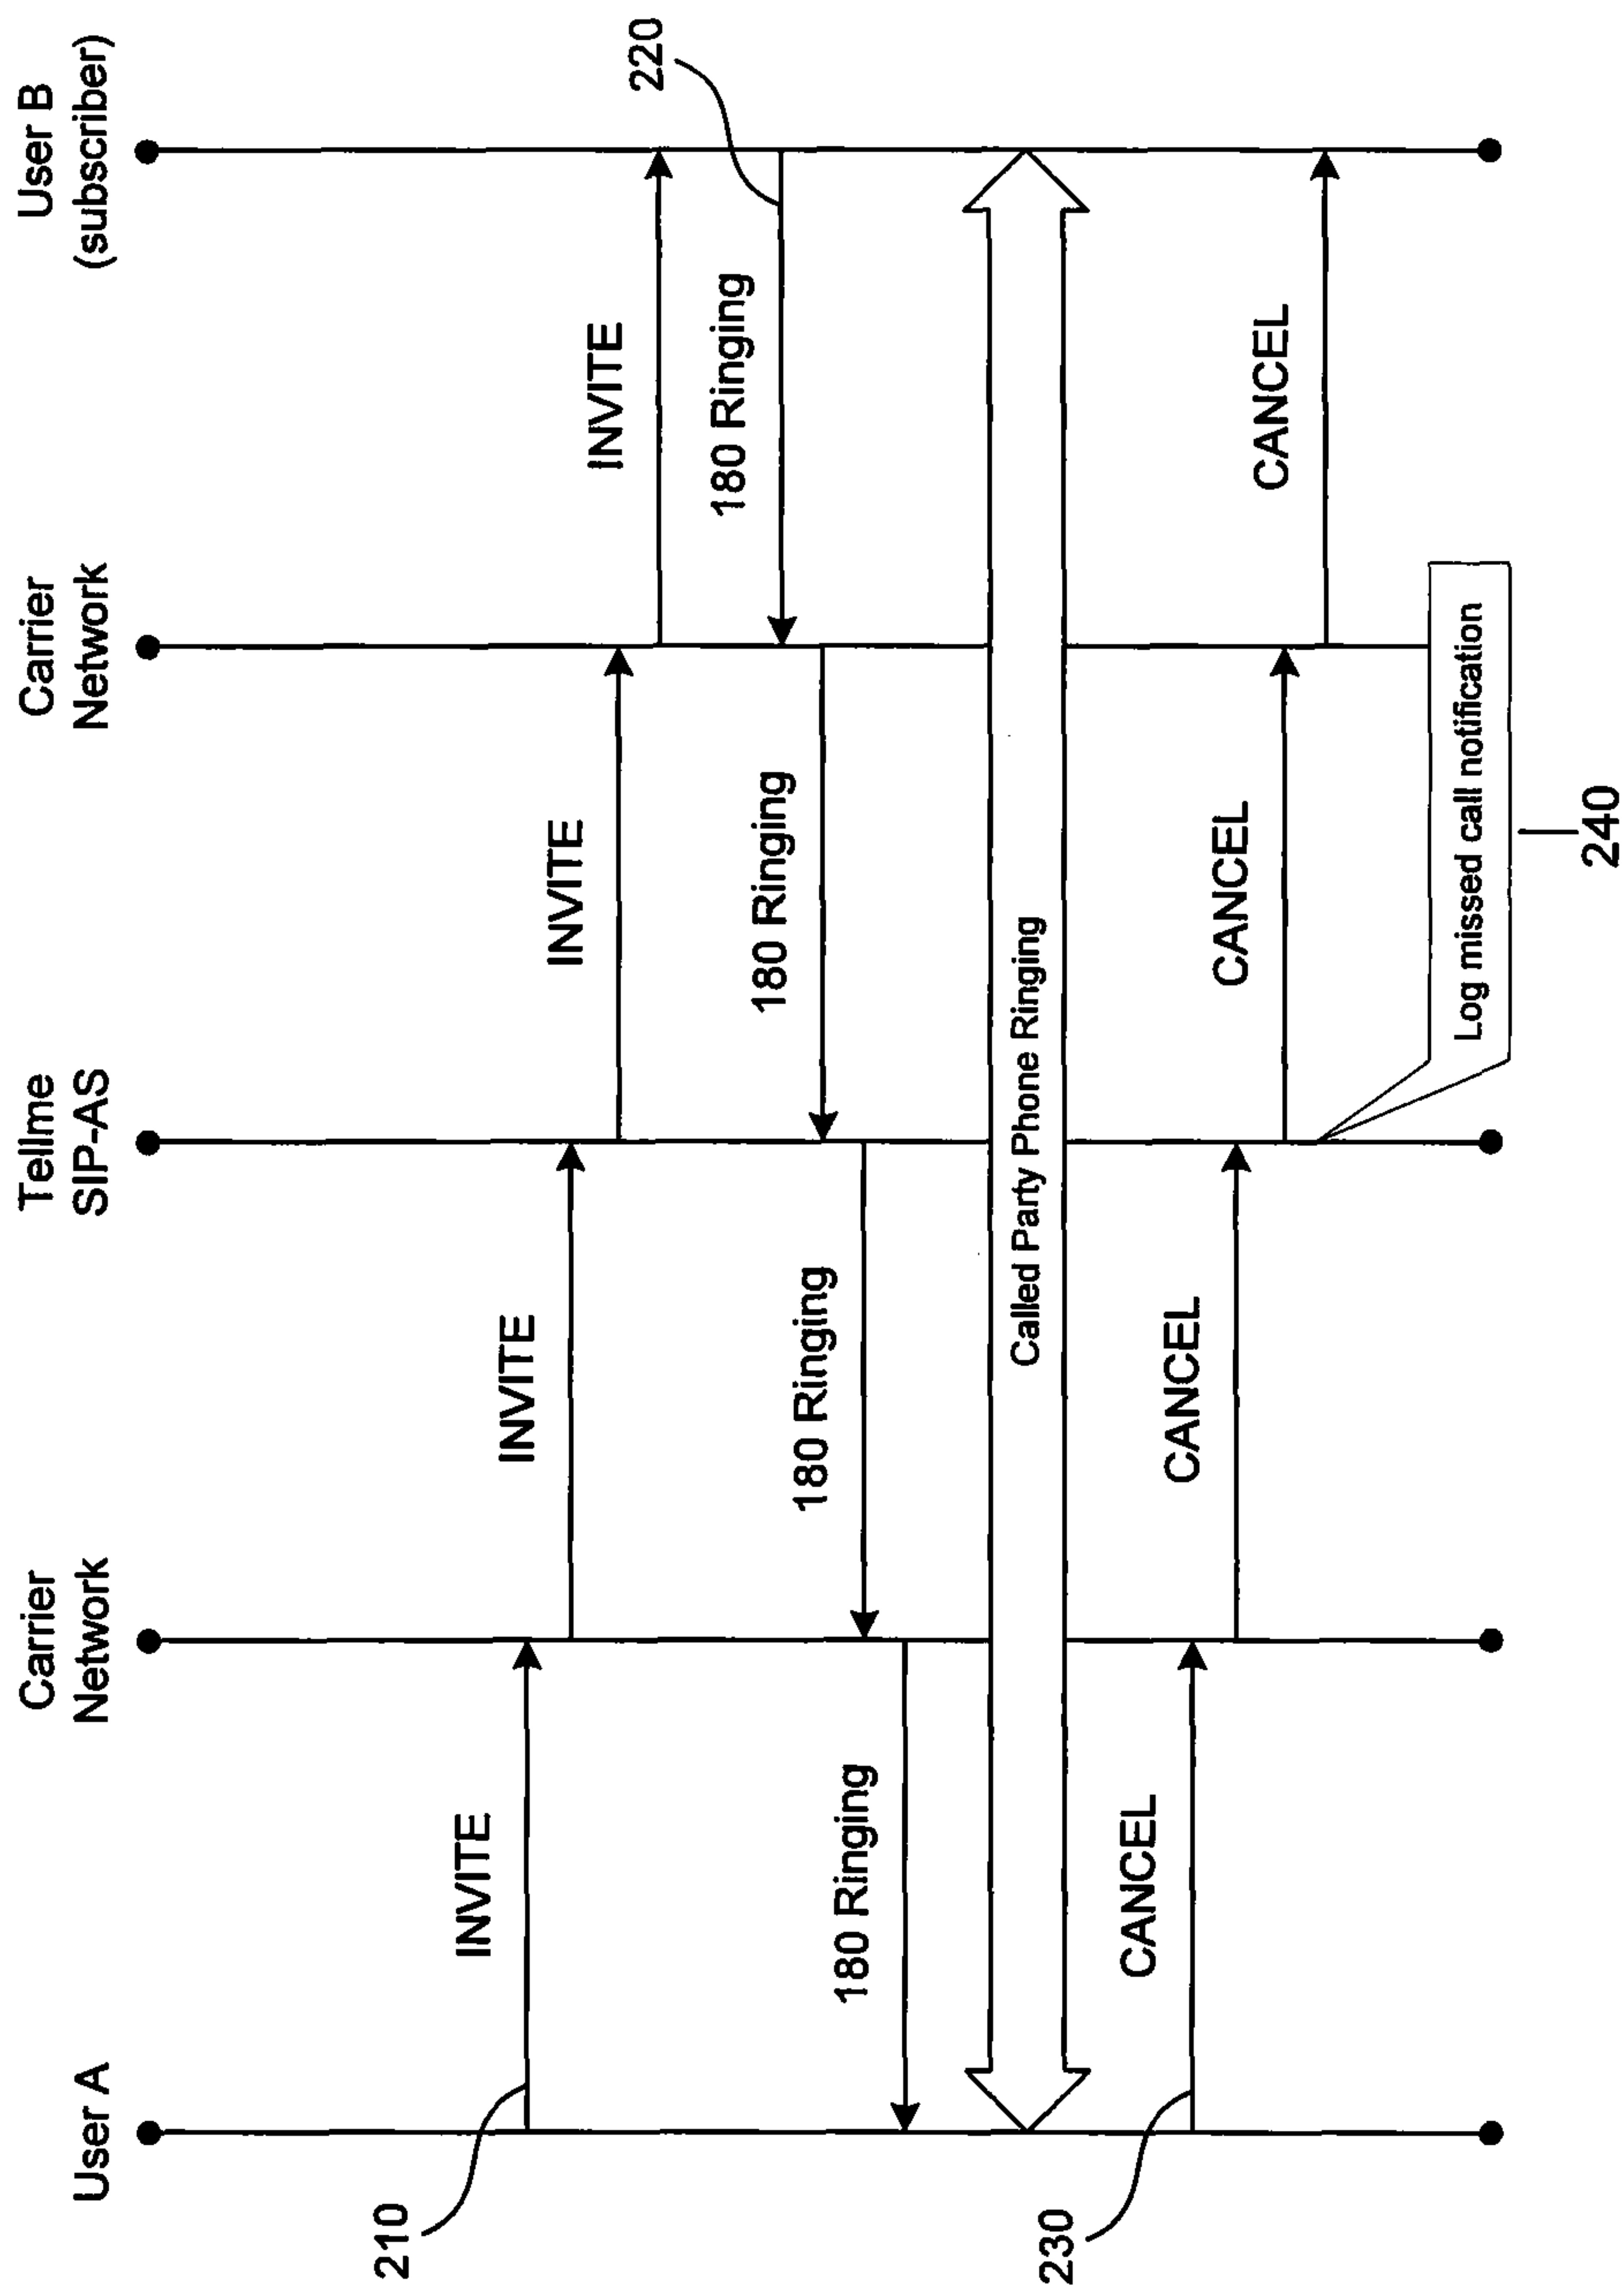 User A
Carrier
Network
Tellme
SIP-AS
Carrier
Network
User B
(subscriber)
210
INVITE
INVITE
INVITE
INVITE
220
180 Ringing
180 Ringing
180 Ringing
180 Ringing
Called Party Phone Ringing
230
CANCEL
CANCEL
CANCEL
CANCEL
Log missed call notification
240